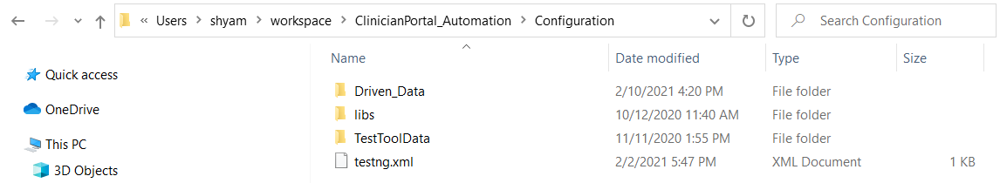 « Users shyam workspace ClinicianPortal_Automation Configuration Search Configuration
Name Date modified Type Size
Quick access
Driven_Data 2/10/2021 4:20 PM File folder
OneDrive
libs 10/12/2020 11:40 AM File folder
This PC
TestToolData 11/11/2020 1:55 PM File folder
3D Objects
testng.xml 2/2/2021 5:47 PM XML Document 1 KB